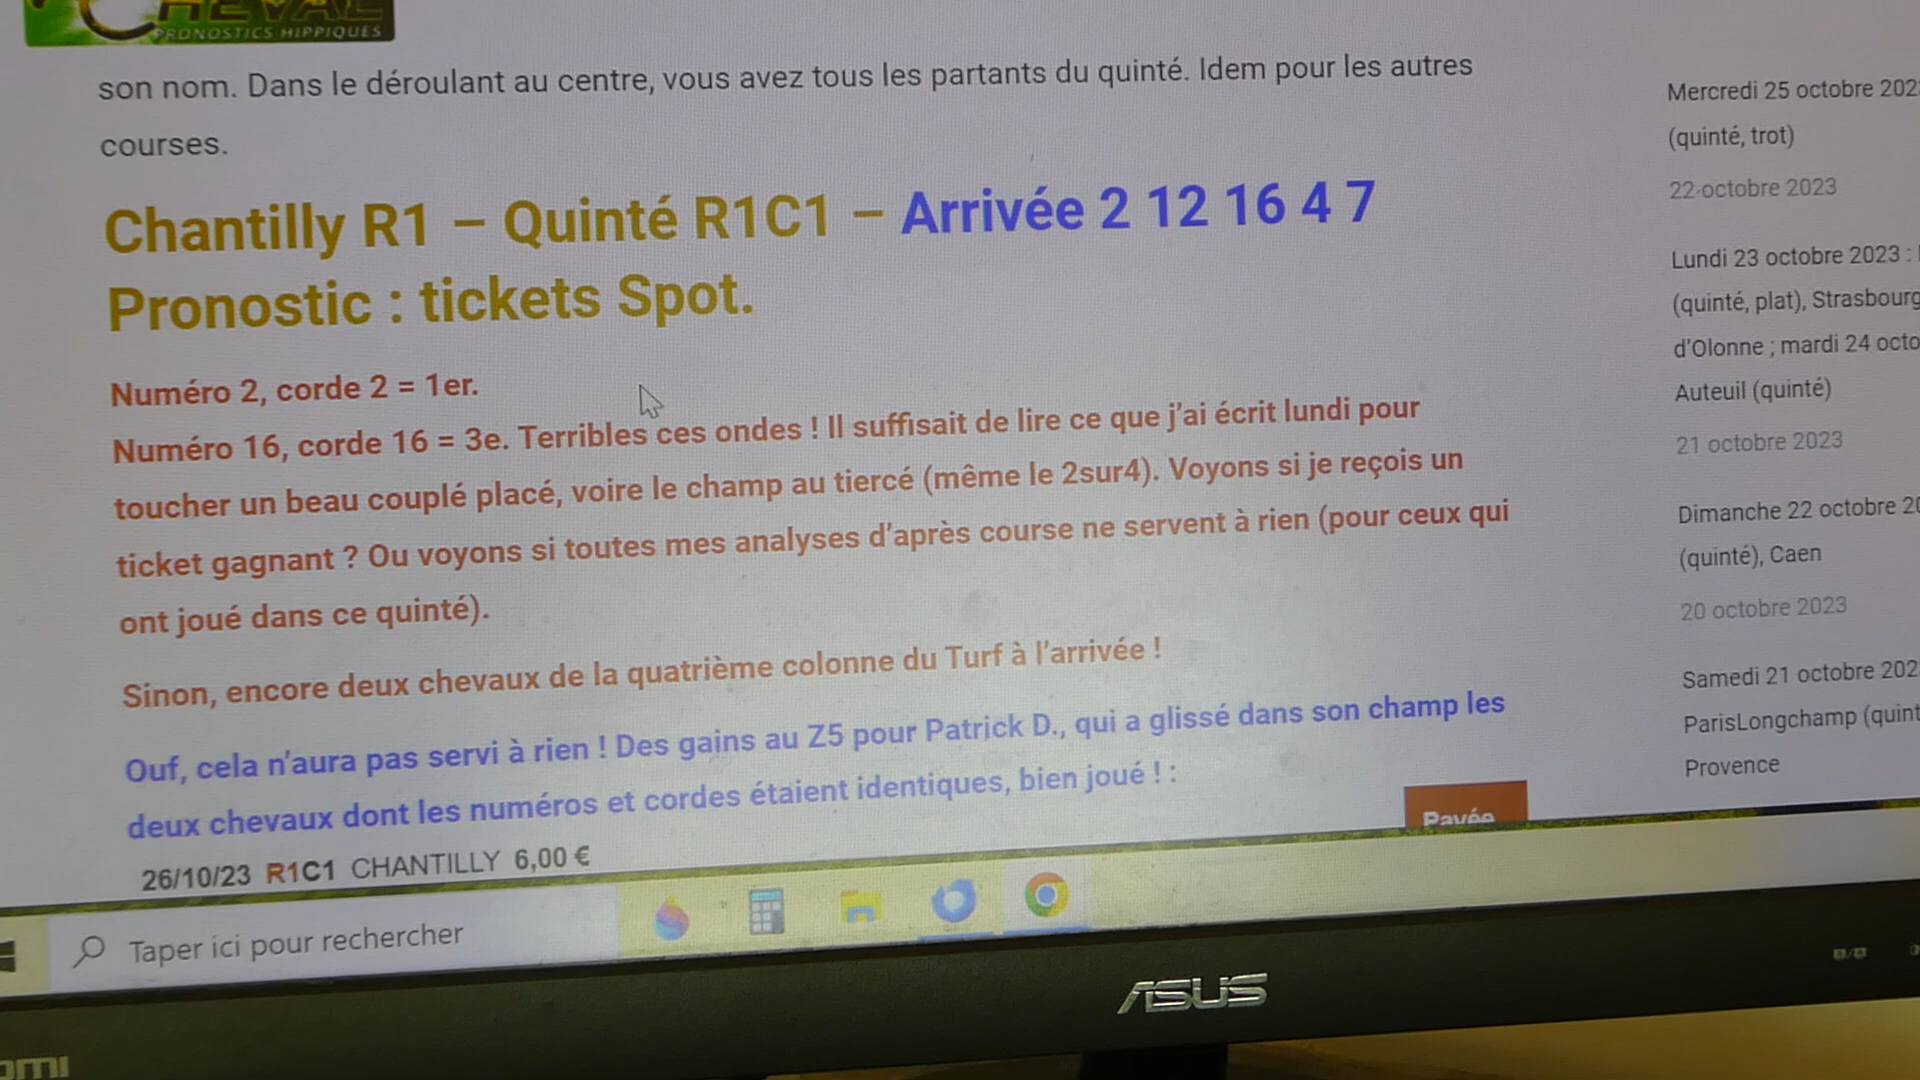 CHEVAL
PRONOSTICS HIPPIQUES
son nom. Dans le déroulant au centre, vous avez tous les partants du quinté. Idem pour les autres
courses.
Chantilly R1 – Quinté R1C1 – Arrivée 2 12 16 4 7
Pronostic : tickets Spot.
Numéro 2, corde 2 = 1er.
Numéro 16, corde 16 = 3e. Terribles ces ondes ! Il suffisait de lire ce que j'ai écrit lundi pour
toucher un beau couplé placé, voire le champ au tiercé (même le 2sur4). Voyons si je reçois un
ticket gagnant ? Ou voyons si toutes mes analyses d'après course ne servent à rien (pour ceux qui
ont joué dans ce quinté).
Sinon, encore deux chevaux de la quatrième colonne du Turf à l'arrivée !
Ouf, cela n'aura pas servi à rien ! Des gains au Z5 pour Patrick D., qui a glissé dans son champ les
deux chevaux dont les numéros et cordes étaient identiques, bien joué ! :
Payée
26/10/23 R1C1 CHANTILLY 6,00 €
Mercredi 25 octobre 202
(quinté, trot)
22 octobre 2023
Lundi 23 octobre 2023 :
(quinté, plat), Strasbourg
d'Olonne ; mardi 24 octo
Auteuil (quinté)
21 octobre 2023
Dimanche 22 octobre 20
(quinté), Caen
20 octobre 2023
Samedi 21 octobre 202
ParisLongchamp (quint
Provence
Taper ici pour rechercher
ASUS
omi